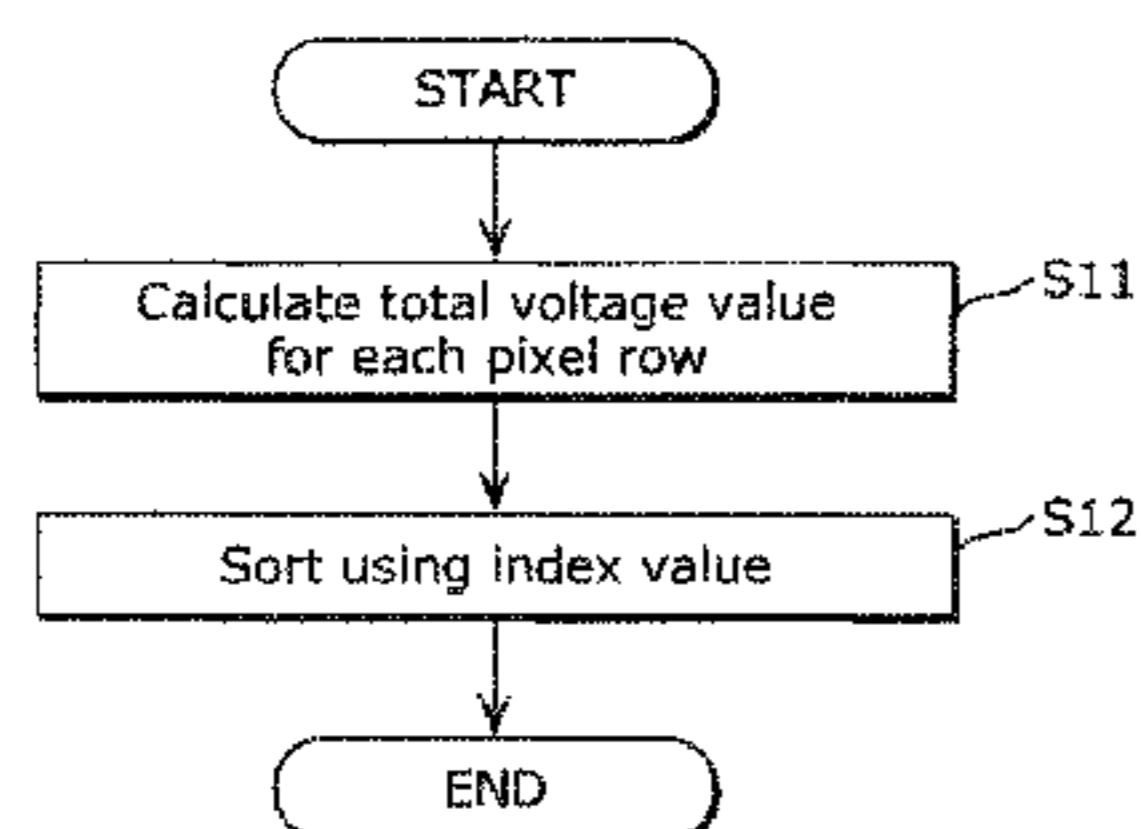 START
Calculate total voltage value
for each pixel row
S11
Sort using index value
S12
END